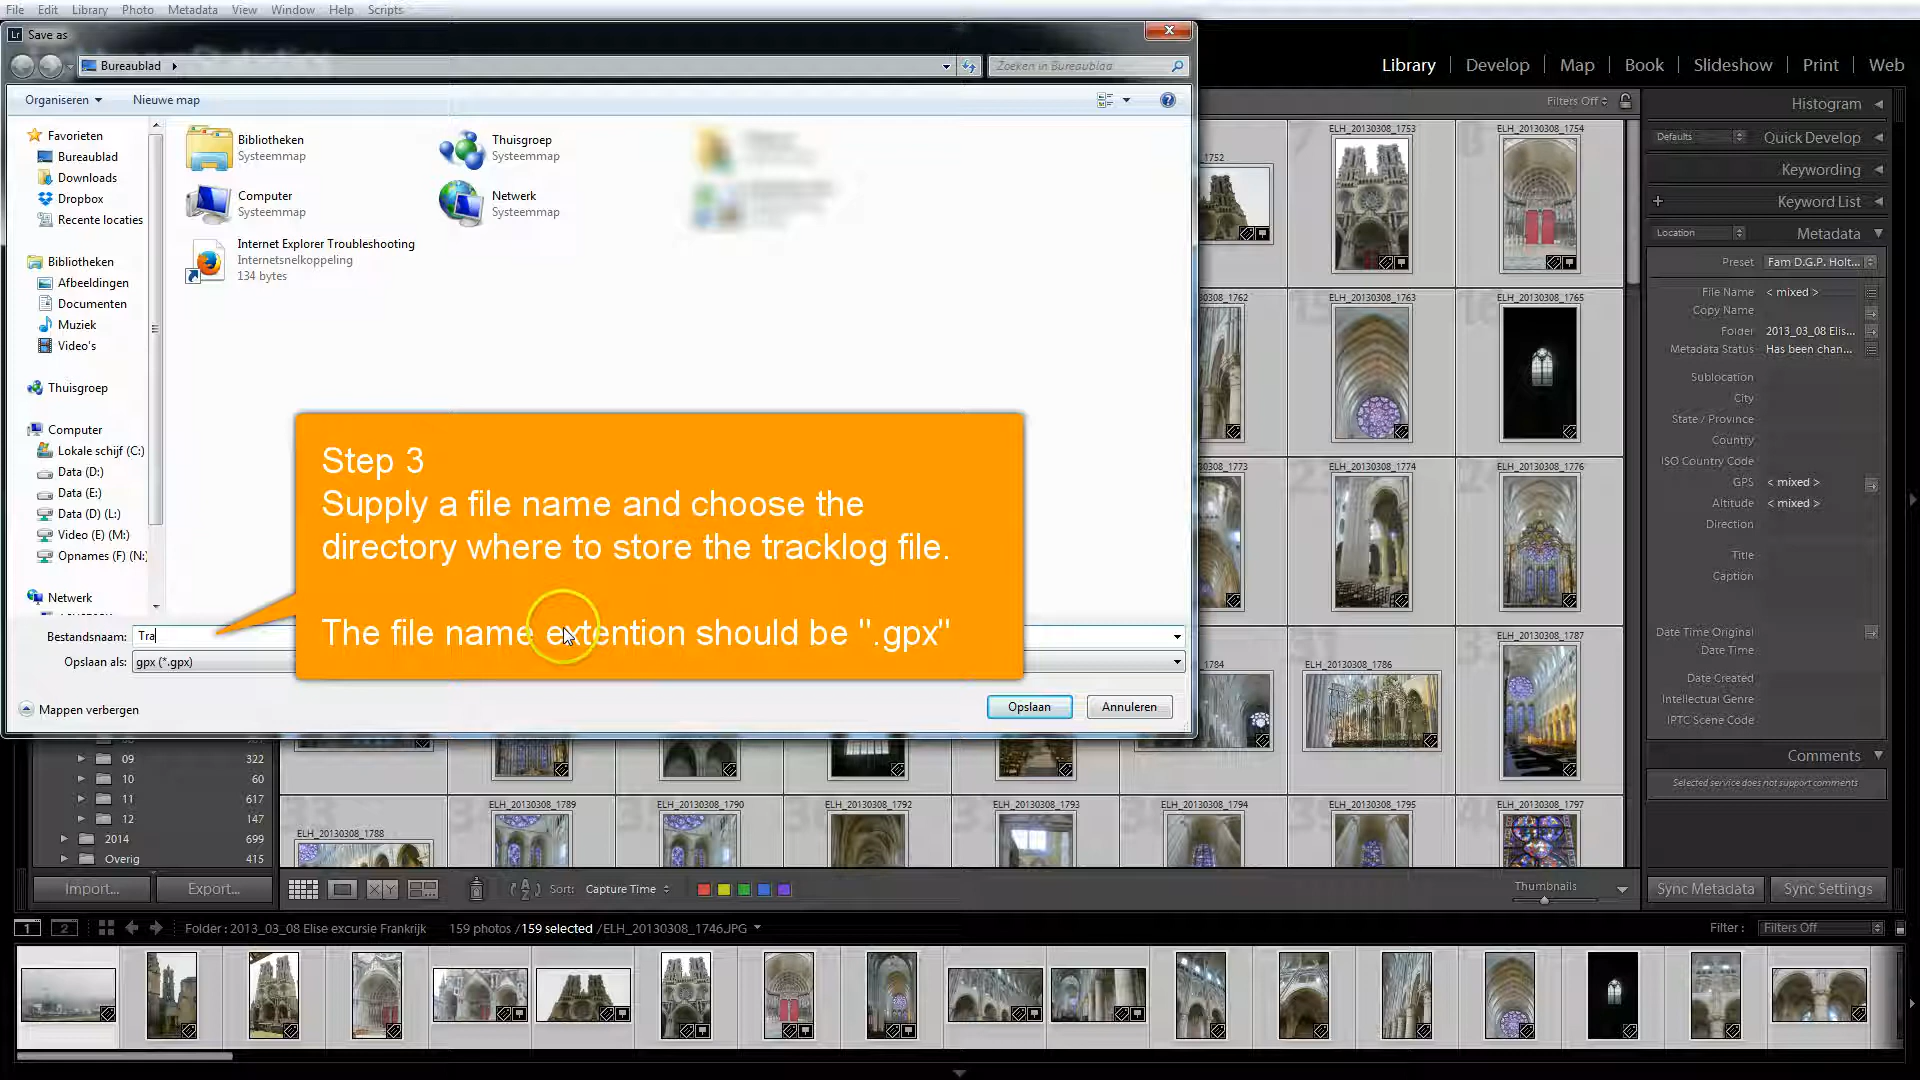 File Edit Library Photo Metadata View Window Help Scripts
Lr Save as
Bureaublad
Zoeken in Bureaublad
Organiseren Nieuwe map
Favorieten
Bureaublad
Downloads
Dropbox
Recente locaties
Bibliotheken
Afbeeldingen
Documenten
Muziek
Video's
Thuisgroep
Computer
Lokale schijf (C:)
Data (D:)
Data (E:)
Data (D) (L:)
Video (E) (M:)
Opnames (F) (N:)
Netwerk
Bibliotheken
Systeemmap
Thuisgroep
Systeemmap
Computer
Systeemmap
Netwerk
Systeemmap
Internet Explorer Troubleshooting
Internetsnelkoppeling
134 bytes
Step 3
Supply a file name and choose the
directory where to store the tracklog file.
The file name extention should be ".gpx"
Bestandsnaam: Tra
Opslaan als: gpx (*.gpx)
Mappen verbergen
Opslaan Annuleren
Library Develop Map Book Slideshow Print Web
Filters Off
ELH_20130308_1753 ELH_20130308_1754
_1752
308_1762 ELH_20130308_1763 ELH_20130308_1765
308_1773 ELH_20130308_1774 ELH_20130308_1776
ELH_20130308_1787
_1784 ELH_20130308_1786
ELH_20130308_1789 ELH_20130308_1790 ELH_20130308_1792 ELH_20130308_1793 ELH_20130308_1794 ELH_20130308_1795 ELH_20130308_1797
ELH_20130308_1788
Histogram
Defaults Quick Develop
Keywording
+ Keyword List
Location Metadata
Preset Fam D.G.P. Holt...
File Name < mixed >
Copy Name
Folder 2013_03_08 Elis...
Metadata Status Has been chan...
Sublocation
City
State / Province
Country
ISO Country Code
GPS < mixed >
Altitude < mixed >
Direction
Title
Caption
Date Time Original
Date Time
Date Created
Intellectual Genre
IPTC Scene Code
Comments
Selected service does not support comments
09 322
10 60
11 617
12 147
2014 699
Overig 415
Import... Export...
Sort: Capture Time
Thumbnails
Sync Metadata Sync Settings
1 2 Folder : 2013_03_08 Elise excursie Frankrijk 159 photos /159 selected /ELH_20130308_1746.JPG
Filter : Filters Off